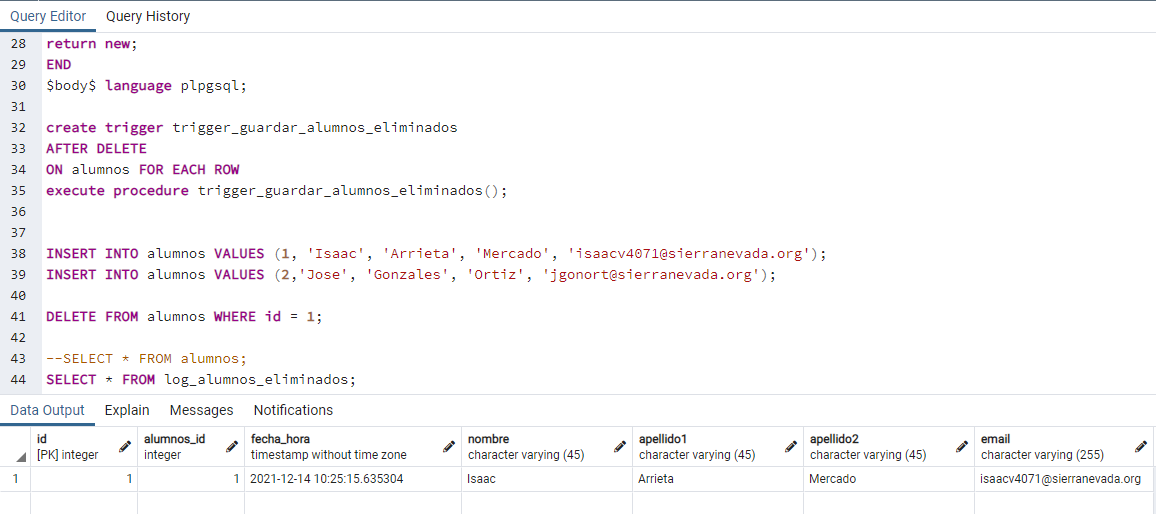 Query Editor Query History
28 return new;
29 END
30 $body$ language plpgsql;
31
32 create trigger trigger_guardar_alumnos_eliminados
33 AFTER DELETE
34 ON alumnos FOR EACH ROW
35 execute procedure trigger_guardar_alumnos_eliminados();
36
37
38 INSERT INTO alumnos VALUES (1, 'Isaac', 'Arrieta', 'Mercado', 'isaacv4071@sierranevada.org');
39 INSERT INTO alumnos VALUES (2,'Jose', 'Gonzales', 'Ortiz', 'jgonort@sierranevada.org');
40
41 DELETE FROM alumnos WHERE id = 1;
42
43 --SELECT * FROM alumnos;
44 SELECT * FROM log_alumnos_eliminados;
Data Output Explain Messages Notifications
id alumnos_id fecha_hora nombre apellido1 apellido2 email
[PK] integer integer timestamp without time zone character varying (45) character varying (45) character varying (45) character varying (255)
1 1 1 2021-12-14 10:25:15.635304 Isaac Arrieta Mercado isaacv4071@sierranevada.org